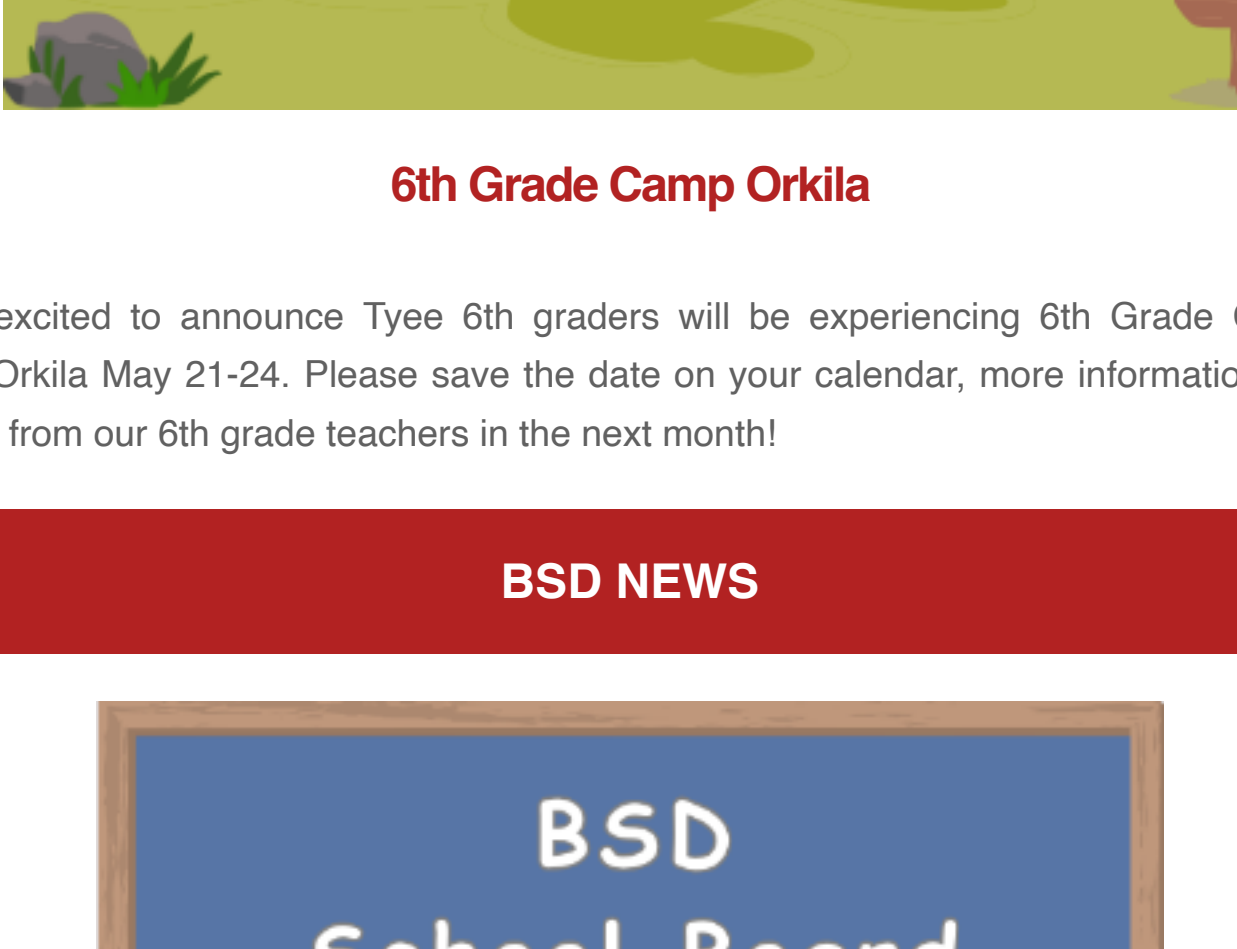 6th Grade Camp Orkila
excited to announce Tyee 6th graders will be experiencing 6th Grade
Orkila May 21-24. Please save the date on your calendar, more
from our 6th grade teachers in the next month!
BSD NEWS
BSD
School Board